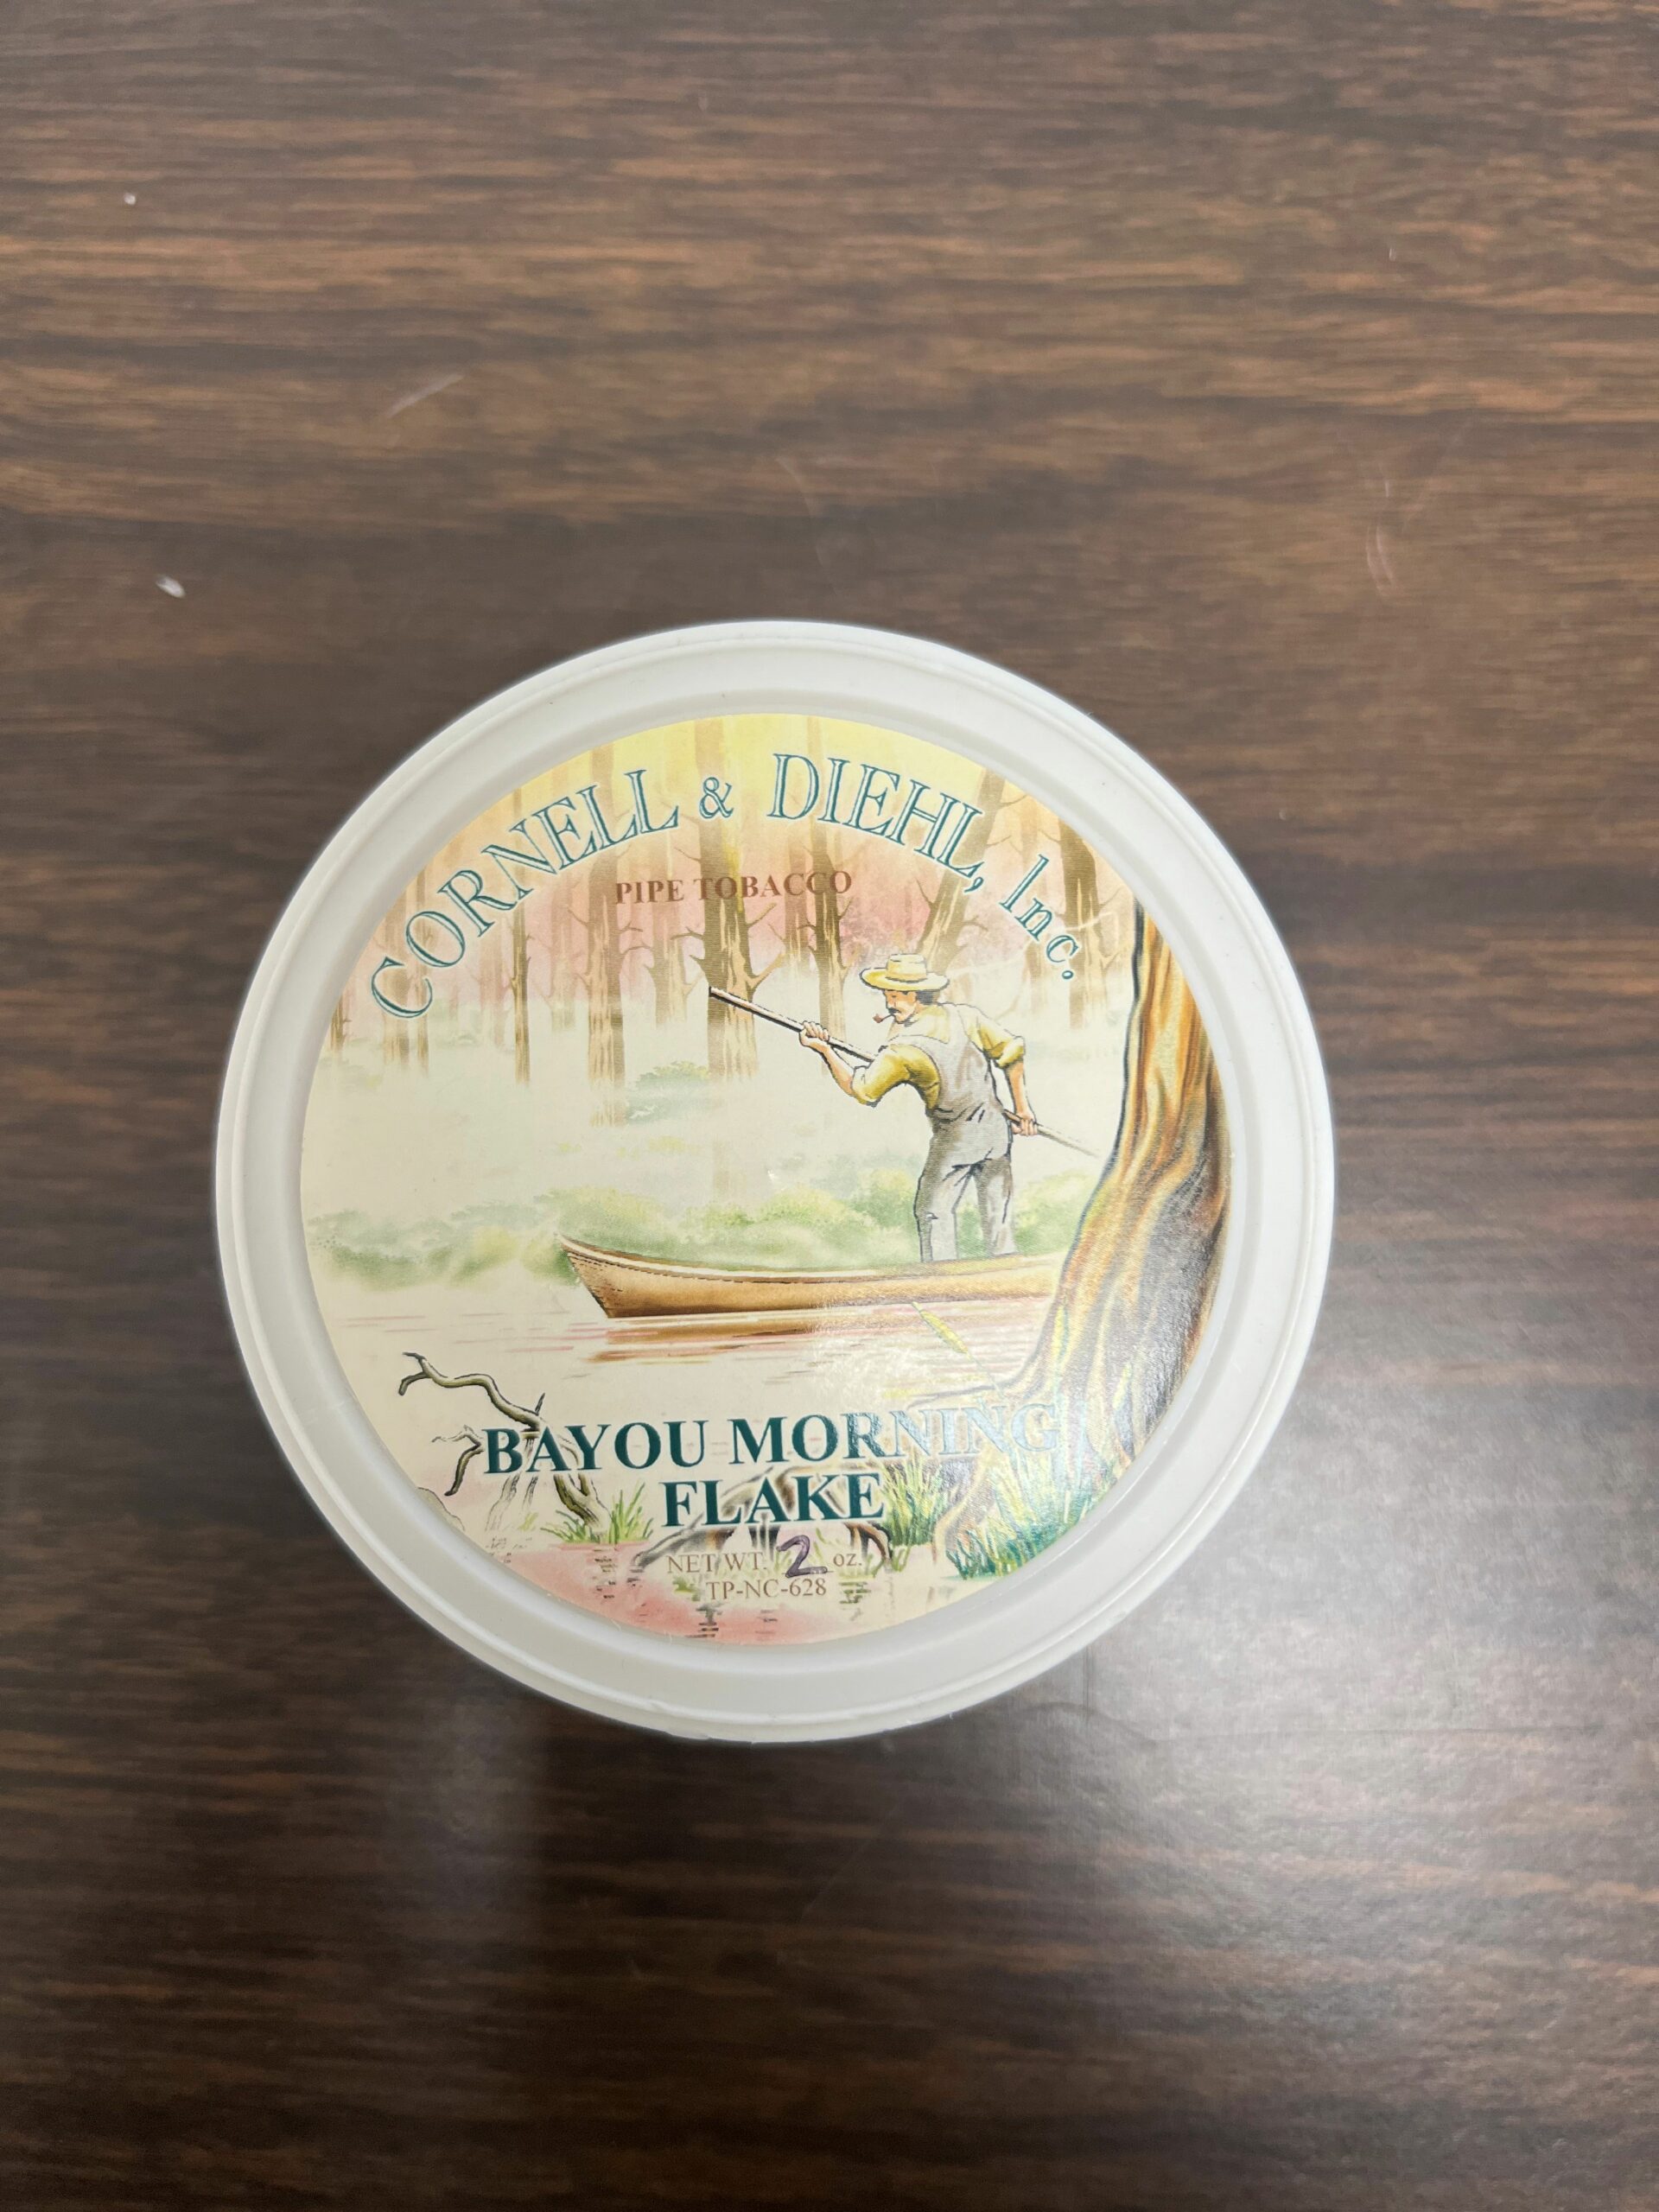 CORNELL & DIEHL, Inc.
PIPE TOBACCO
BAYOU MORNING
FLAKE
NET WT. 2 oz.
TP-NC-628